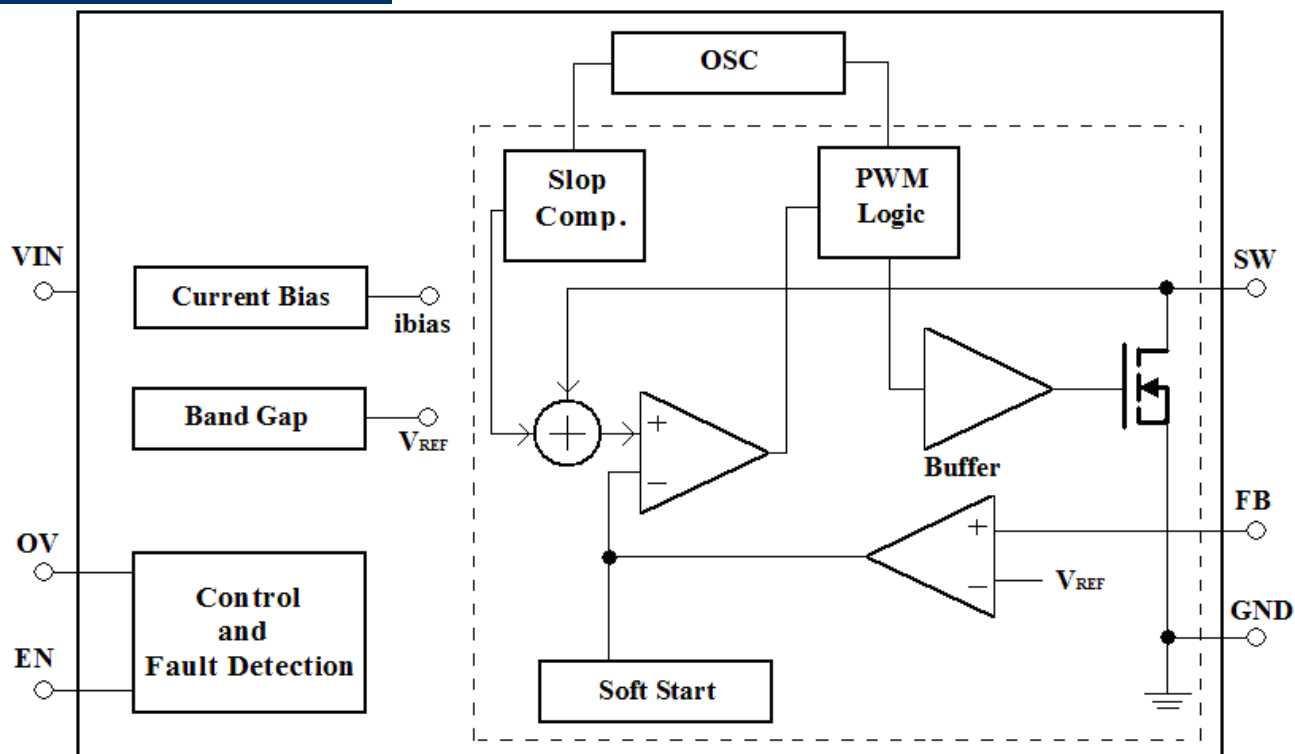 OSC
Slop
Comp.
PWM
Logic
VIN
SW
Current Bias
ibias
+
Band Gap
VREF
+
−
Buffer
FB
OV
+
−
VREF
Control
and
Fault Detection
GND
EN
Soft Start